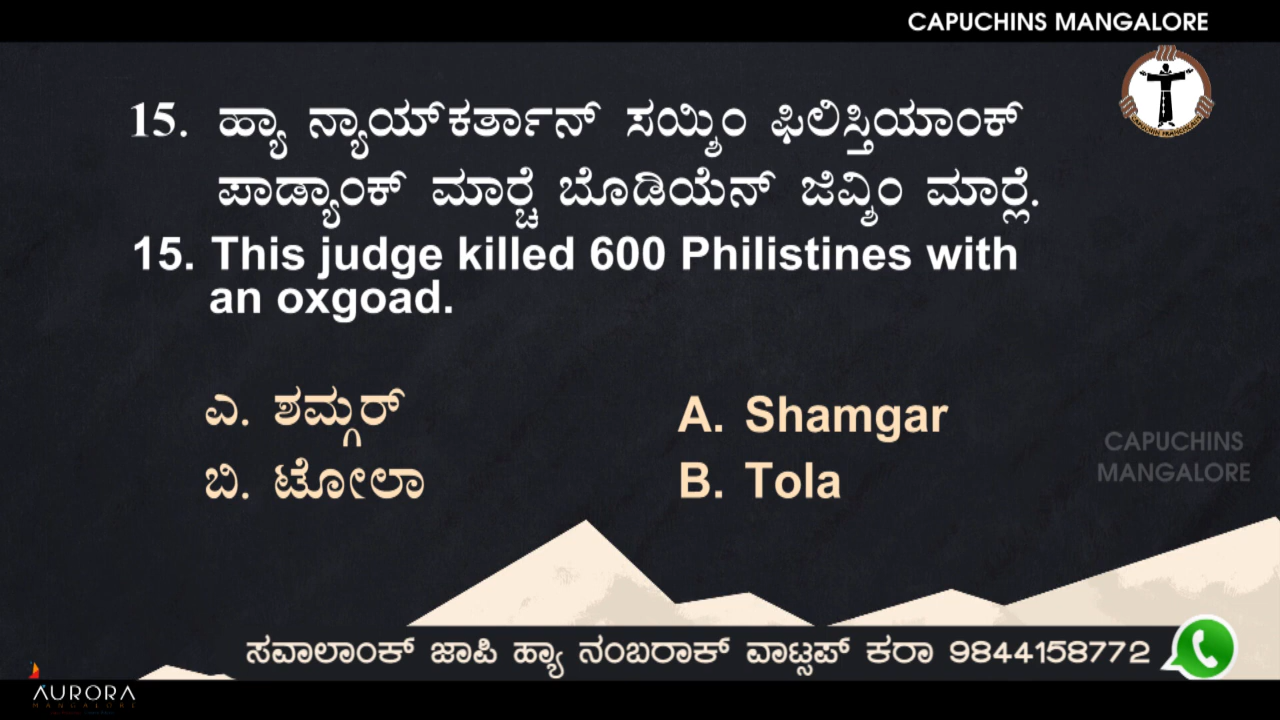 CAPUCHINS MANGALORE
15. ಹ್ಯಾ ನ್ಯಾಯ್‌ಕರ್ತಾನ್ ಸಯ್ಶಿಂ ಫಿಲಿಸ್ತಿಯಾಂಕ್
ಪಾಡ್ಯಾಂಕ್ ಮಾರ್‍ಚೆ ಬೊಡಿಯೆನ್ ಜಿವ್ಶಿಂ ಮಾರ್‍ಲೆ.
15. This judge killed 600 Philistines with
an oxgoad.
ಎ. ಶಮ್ಗರ್
A. Shamgar
ಬಿ. ಟೋಲಾ
B. Tola
CAPUCHINS
MANGALORE
ಸವಾಲಾಂಕ್ ಜಾಪಿ ಹ್ಯಾ ನಂಬರಾಕ್ ವಾಟ್ಸಪ್ ಕರಾ 9844158772
AURORA
MANGALORE